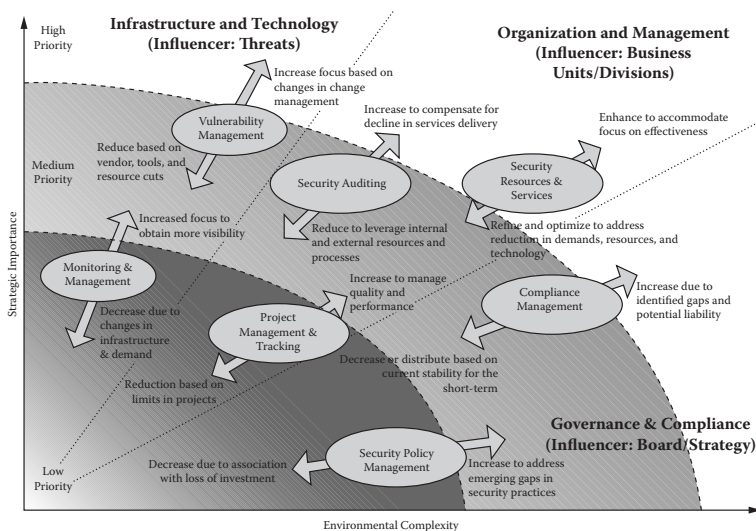 High
Priority
Infrastructure and Technology
(Influencer: Threats)
Organization and Management
(Influencer: Business
Units/Divisions)
Increase focus based on
changes in change
management
Vulnerability
Management
Increase to compensate for
decline in services delivery
Enhance to accommodate
focus on effectiveness
Medium
Priority
Reduce based on
vendor, tools, and
resource cuts
Security Auditing
Security
Resources &
Services
Increased focus to
obtain more visibility
Reduce to leverage internal
and external resources and
processes
Refine and optimize to address
reduction in demands, resources, and
technology
Strategic Importance
Monitoring &
Management
Increase to manage
quality and
performance
Compliance
Management
Increase due to
identified gaps and
potential liability
Decrease due to
changes in
infrastructure
& demand
Project
Management &
Tracking
Decrease or distribute based on
current stability for the
short-term
Reduction based on
limits in projects
Governance & Compliance
(Influencer: Board/Strategy)
Low
Priority
Decrease due to association
with loss of investment
Security Policy
Management
Increase to address
emerging gaps in
security practices
Environmental Complexity